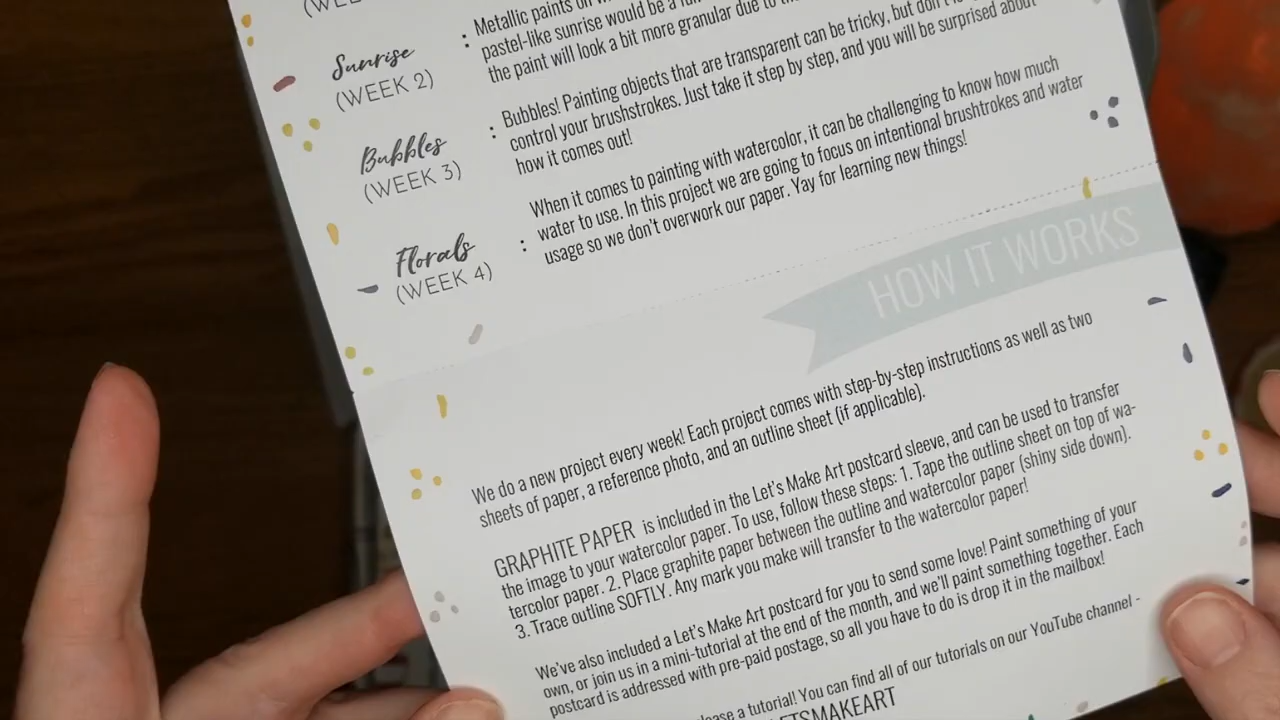 (WEE
Metallic paints on
pastel-like sunrise would be a
the paint will look a bit more granular due to the
Sunrise
(WEEK 2)
:
Bubbles! Painting objects that are transparent can be tricky, but don't
control your brushstrokes. Just take it step by step, and you will be surprised about
how it comes out!
Bubbles
(WEEK 3)
:
When it comes to painting with watercolor, it can be challenging to know how much
water to use. In this project we are going to focus on intentional brushtrokes and water
usage so we don't overwork our paper. Yay for learning new things!
Florals
(WEEK 4)
:
HOW IT WORKS
We do a new project every week! Each project comes with step-by-step instructions as well as two
sheets of paper, a reference photo, and an outline sheet (if applicable).
GRAPHITE PAPER is included in the Let's Make Art postcard sleeve, and can be used to transfer
the image to your watercolor paper. To use, follow these steps: 1. Tape the outline sheet on top of wa-
tercolor paper. 2. Place graphite paper between the outline and watercolor paper (shiny side down).
3. Trace outline SOFTLY. Any mark you make will transfer to the watercolor paper!
We've also included a Let's Make Art postcard for you to send some love! Paint something of your
own, or join us in a mini-tutorial at the end of the month, and we'll paint something together. Each
postcard is addressed with pre-paid postage, so all you have to do is drop it in the mailbox!
lease a tutorial! You can find all of our tutorials on our YouTube channel -
LETSMAKEART